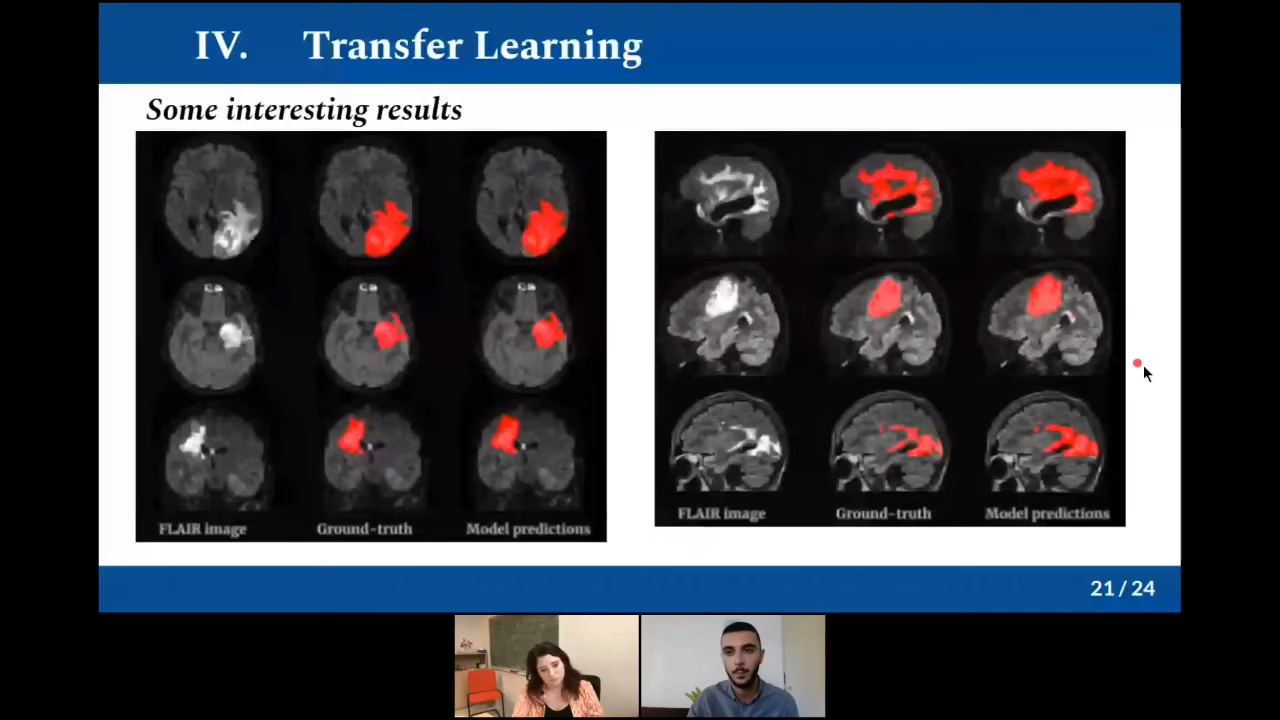 IV. Transfer Learning
Some interesting results
FLAIR image Ground-truth Model predictions
FLAIR image Ground-truth Model predictions
21 / 24